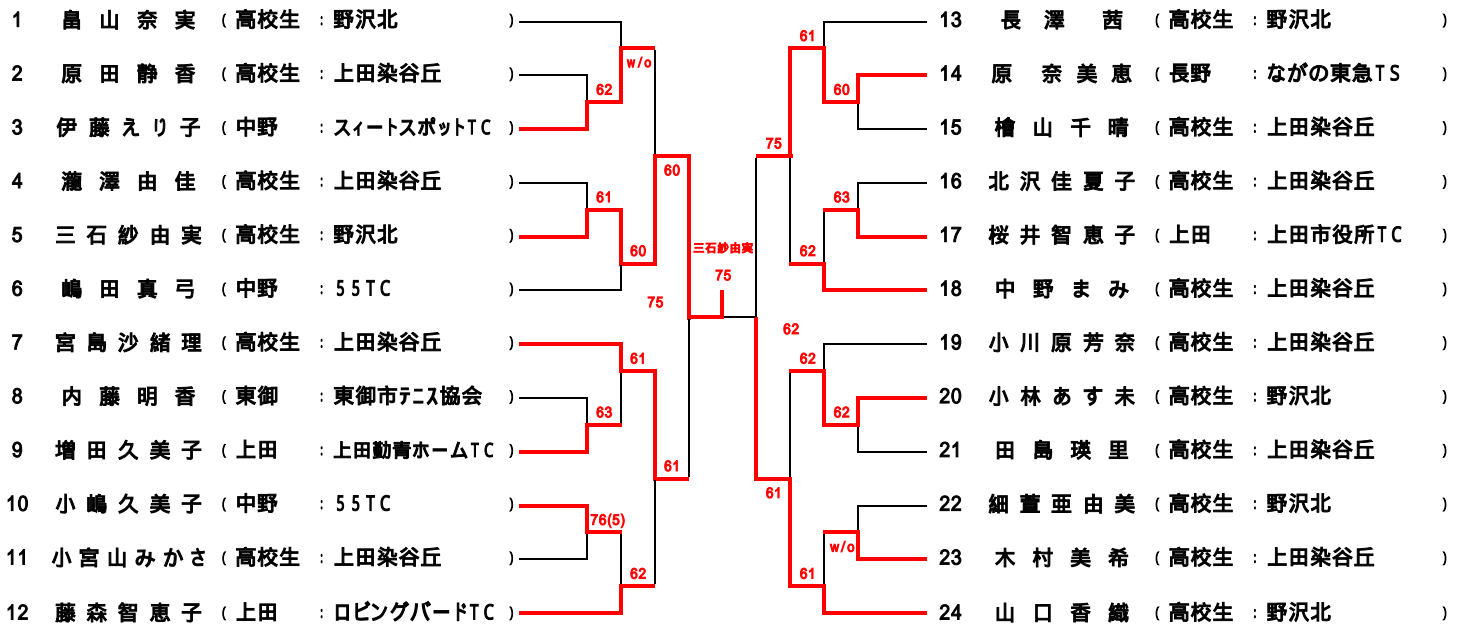 1 畠山奈実 (高校生 : 野沢北 )
w/o
2 原田静香 (高校生 : 上田染谷丘 )
62
3 伊藤えり子 (中野 : スィートスポットTC )
60
4 瀧澤由佳 (高校生 : 上田染谷丘 )
61
5 三石紗由実 (高校生 : 野沢北 )
60
6 嶋田真弓 (中野 : 55TC )
75
7 宮島沙緒理 (高校生 : 上田染谷丘 )
61
8 内藤明香 (東御 : 東御市テニス協会 )
63
9 増田久美子 (上田 : 上田勤青ホームTC )
61
10 小嶋久美子 (中野 : 55TC )
76(5)
11 小宮山みかさ (高校生 : 上田染谷丘 )
62
12 藤森智恵子 (上田 : ロビングバードTC )
三石紗由実
75
13 長澤茜 (高校生 : 野沢北 )
61
14 原奈美恵 (長野 : ながの東急TS )
60
15 檜山千晴 (高校生 : 上田染谷丘 )
75
16 北沢佳夏子 (高校生 : 上田染谷丘 )
63
17 桜井智恵子 (上田 : 上田市役所TC )
62
18 中野まみ (高校生 : 上田染谷丘 )
62
19 小川原芳奈 (高校生 : 上田染谷丘 )
62
20 小林あす未 (高校生 : 野沢北 )
62
21 田島瑛里 (高校生 : 上田染谷丘 )
61
22 細萱亜由美 (高校生 : 野沢北 )
w/o
23 木村美希 (高校生 : 上田染谷丘 )
61
24 山口香織 (高校生 : 野沢北 )